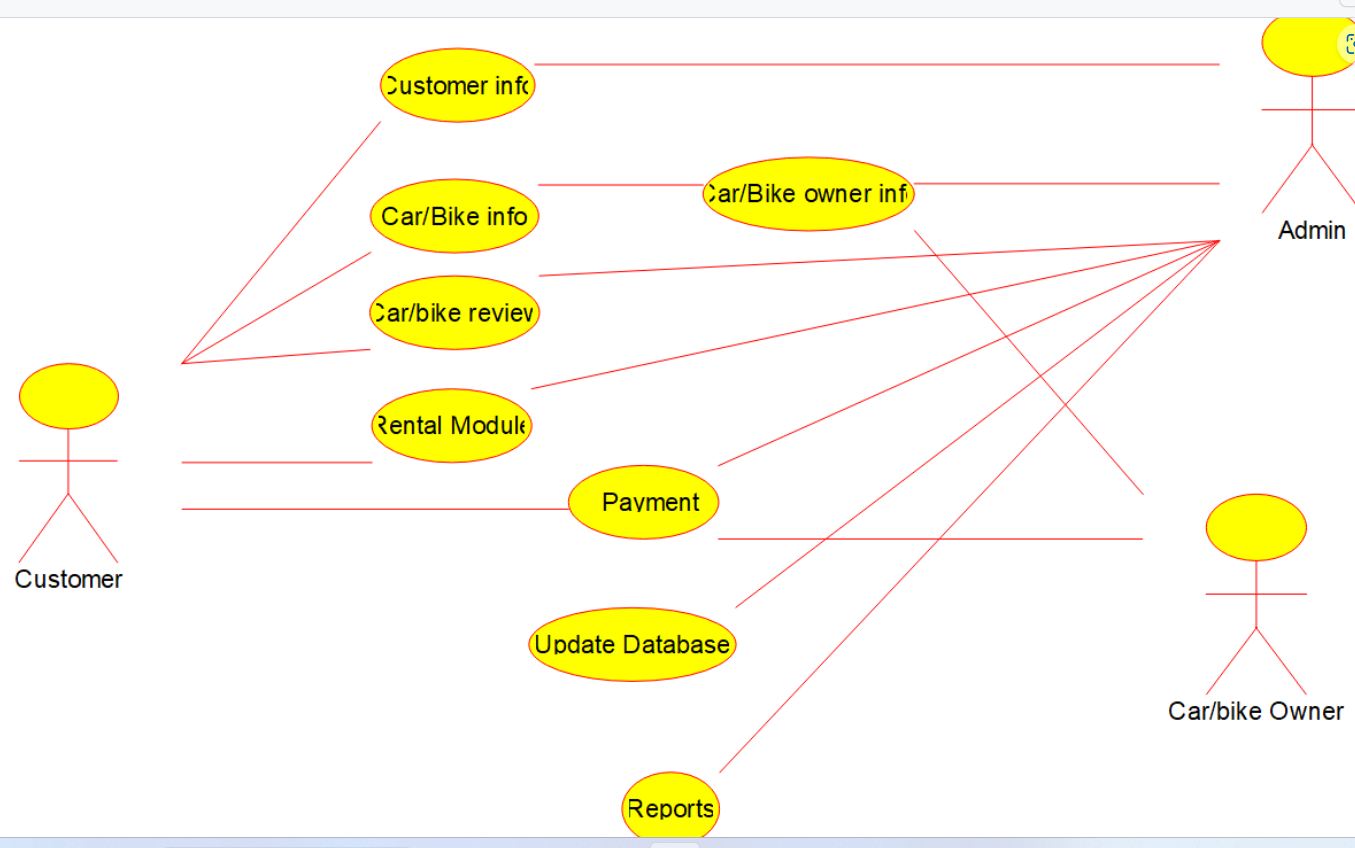 Customer info
Admin
Car/Bike owner info
Car/Bike info
Car/bike review
Rental Module
Payment
Customer
Update Database
Car/bike Owner
Reports